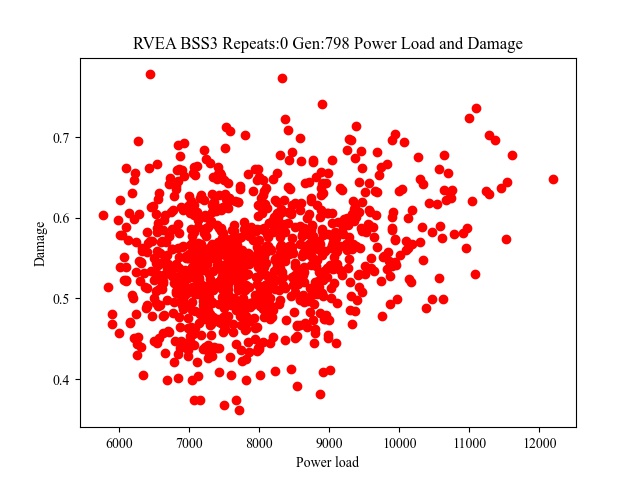 RVEA BSS3 Repeats:0 Gen:798 Power Load and Damage
0.7
0.6
0.5
0.4
Damage
6000 7000 8000 9000 10000 11000 12000
Power load